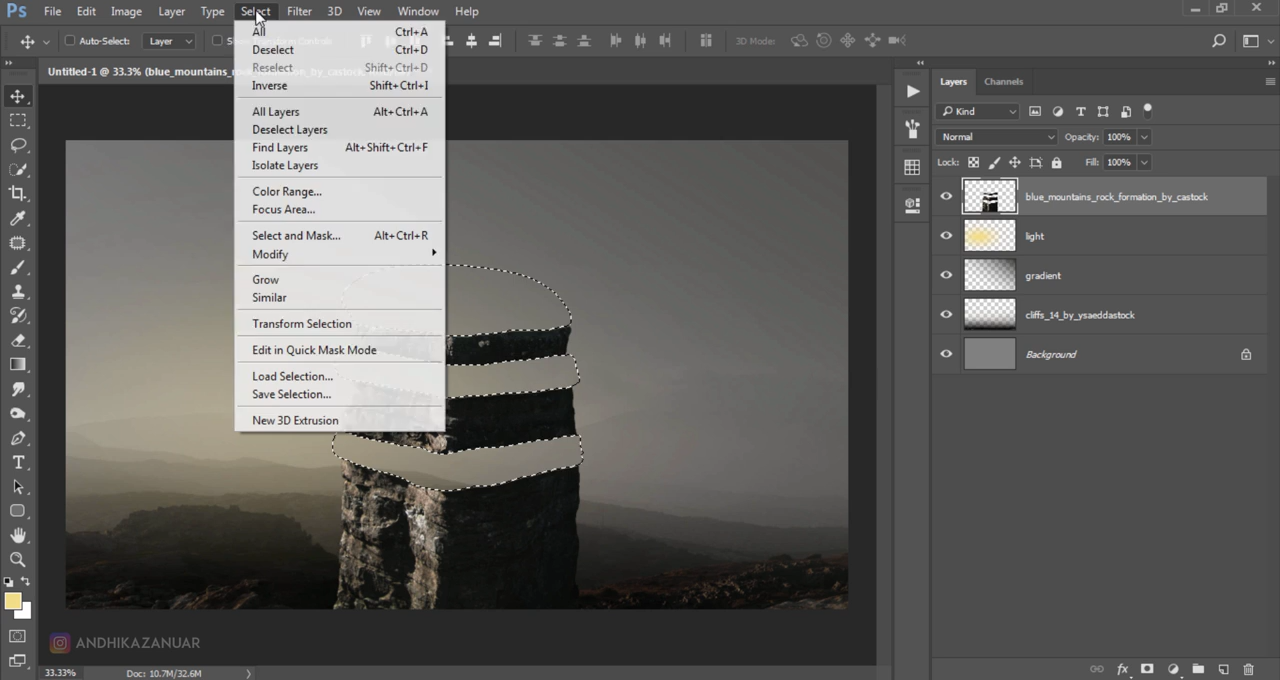 Ps File Edit Image Layer Type Select Filter 3D View Window Help
Auto-Select: Layer Show Transform Controls 3D Mode:
Untitled-1 @ 33.3% (blue_mountains_rock_formation_by_castock
All Ctrl+A
Deselect Ctrl+D
Reselect Shift+Ctrl+D
Inverse Shift+Ctrl+I
All Layers Alt+Ctrl+A
Deselect Layers
Find Layers Alt+Shift+Ctrl+F
Isolate Layers
Color Range...
Focus Area...
Select and Mask... Alt+Ctrl+R
Modify
Grow
Similar
Transform Selection
Edit in Quick Mask Mode
Load Selection...
Save Selection...
New 3D Extrusion
Layers Channels
Kind
Normal Opacity: 100%
Lock: Fill: 100%
blue_mountains_rock_formation_by_castock
light
gradient
cliffs_14_by_ysaeddastock
Background
ANDHIKAZANUAR
33.33% Doc: 10.7M/32.6M